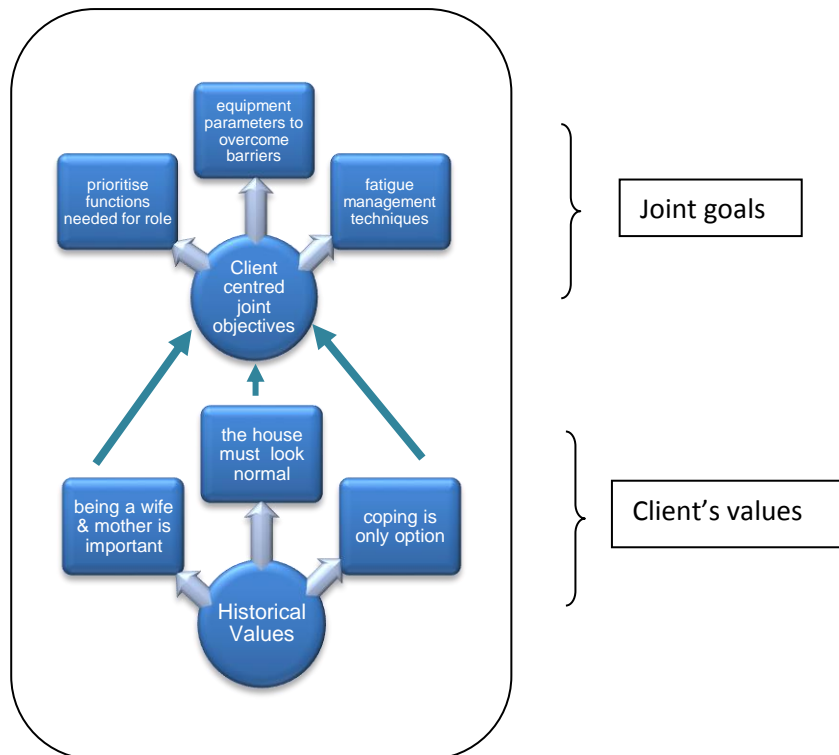 equipment
parameters to
overcome
barriers
prioritise
functions
needed for role
fatigue
management
techniques
Joint goals
Client
centred
joint
objectives
the house
must look
normal
being a wife
& mother is
important
coping is
only option
Client’s values
Historical
Values